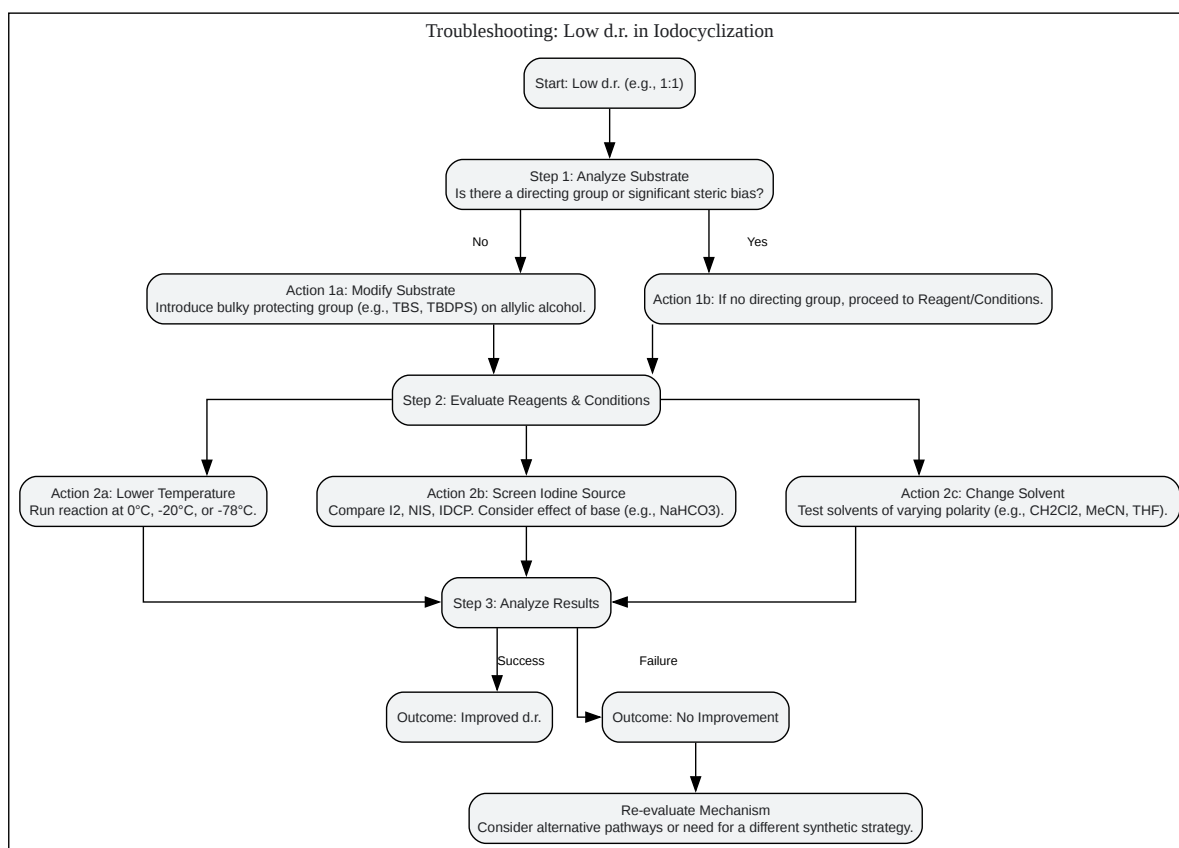 Troubleshooting: Low d.r. in Iodocyclization
Start: Low d.r. (e.g., 1:1)
Step 1: Analyze Substrate
Is there a directing group or significant steric bias?
No
Yes
Action 1a: Modify Substrate
Introduce bulky protecting group (e.g., TBS, TBDPS) on allylic alcohol.
Action 1b: If no directing group, proceed to Reagent/Conditions.
Step 2: Evaluate Reagents & Conditions
Action 2a: Lower Temperature
Run reaction at 0°C, -20°C, or -78°C.
Action 2b: Screen Iodine Source
Compare I2, NIS, IDCP. Consider effect of base (e.g., NaHCO3).
Action 2c: Change Solvent
Test solvents of varying polarity (e.g., CH2Cl2, MeCN, THF).
Step 3: Analyze Results
Success
Failure
Outcome: Improved d.r.
Outcome: No Improvement
Re-evaluate Mechanism
Consider alternative pathways or need for a different synthetic strategy.